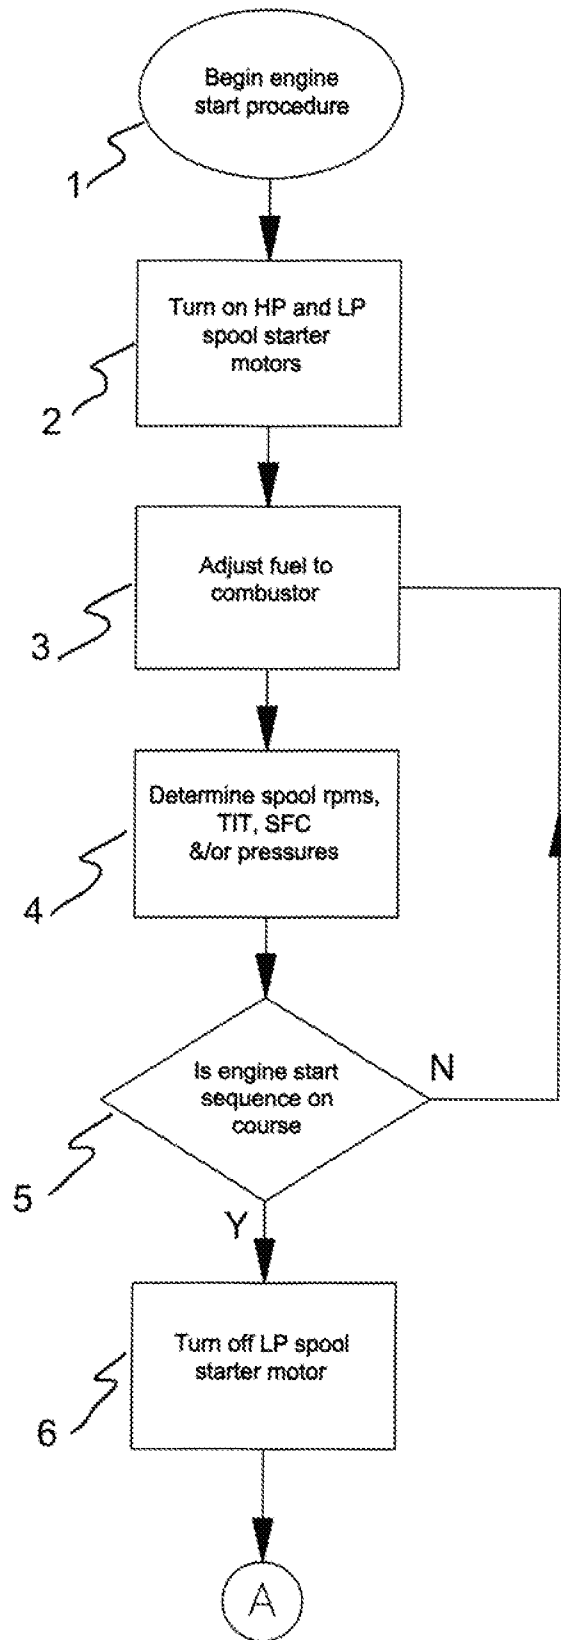 Begin engine
start procedure
1
Turn on HP and LP
spool starter
motors
2
Adjust fuel to
combustor
3
Determine spool rpms,
TIT, SFC
&/or pressures
4
Is engine start
sequence on
course
N
5
Y
Turn off LP spool
starter motor
6
A